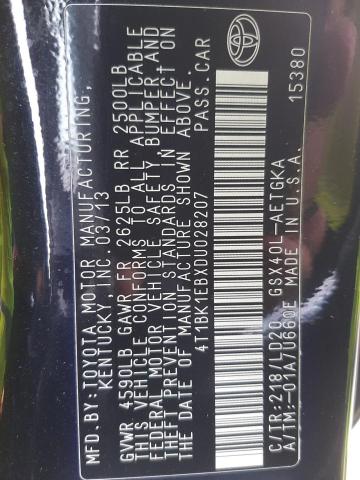 MFD.BY:TOYOTA MOTOR MANUFACTURING,
KENTUCKY, INC. 03/13
GVWR 4590LB GAWR FR 2625LB RR 2500LB
THIS VEHICLE CONFORMS TO ALL APPLICABLE
FEDERAL MOTOR VEHICLE SAFETY BUMPER,AND
THEFT PREVENTION STANDARDS IN EFFECT ON
THE DATE OF MANUFACTURE SHOWN ABOVE.
4T1BK1EBXDU028207 PASS.CAR
C/TR:218/LD20 GSX40L-AETGKA
A/TM:-01A/U660E MADE IN U.S.A. 15380